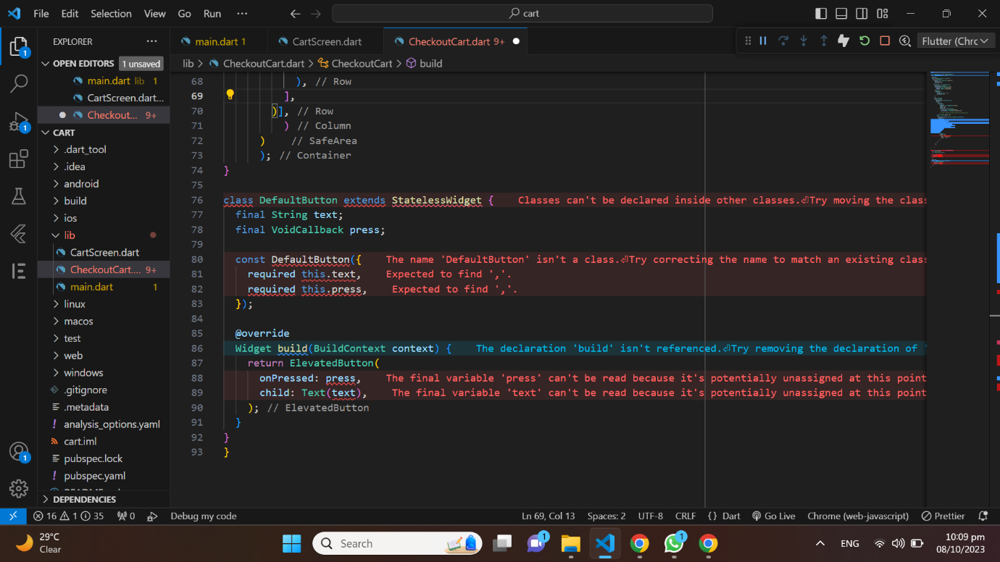 File Edit Selection View Go Run ··· cart
EXPLORER ···
main.dart 1 CartScreen.dart CheckoutCart.dart 9+ Flutter (Chrc
OPEN EDITORS 1 unsaved
lib > CheckoutCart.dart > CheckoutCart > build
main.dart lib 1
CartScreen.dart...
Checkout... 9+
CART
.dart_tool
.idea
android
build
ios
lib
CartScreen.dart
CheckoutCart.... 9+
main.dart 1
linux
macos
test
web
windows
.gitignore
.metadata
analysis_options.yaml
cart.iml
pubspec.lock
pubspec.yaml
DEPENDENCIES
68 ), // Row
69 ],
70 )], // Row
71 ) // Column
72 ) // SafeArea
73 ); // Container
74 }
75
76 class DefaultButton extends StatelessWidget { Classes can't be declared inside other classes.⏎Try moving the clas
77 final String text;
78 final VoidCallback press;
79
80 const DefaultButton({ The name 'DefaultButton' isn't a class.⏎Try correcting the name to match an existing clas
81 required this.text, Expected to find ','.
82 required this.press, Expected to find ','.
83 });
84
85 @override
86 Widget build(BuildContext context) { The declaration 'build' isn't referenced.⏎Try removing the declaration of '
87 return ElevatedButton(
88 onPressed: press, The final variable 'press' can't be read because it's potentially unassigned at this point
89 child: Text(text), The final variable 'text' can't be read because it's potentially unassigned at this point
90 ); // ElevatedButton
91 }
92 }
93 }
1
1
1
16 1 35 0 Debug my code Ln 69, Col 13 Spaces: 2 UTF-8 CRLF {} Dart Go Live Chrome (web-javascript) Prettier
29°C
Clear
Search
1
1
ENG
10:09 pm
08/10/2023